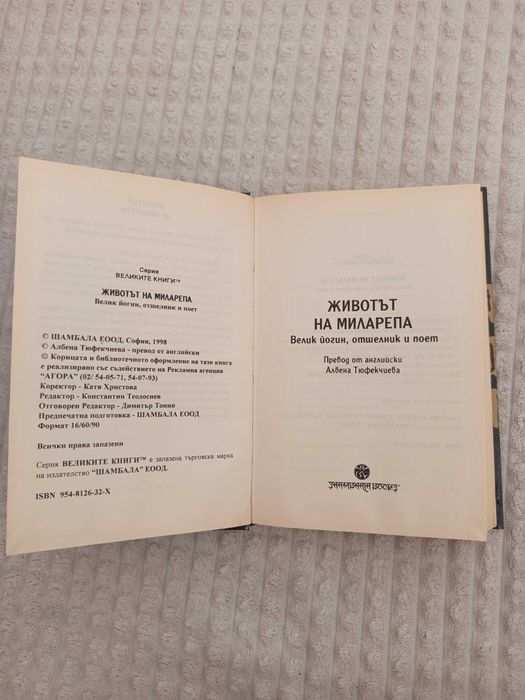 Серия
ВЕЛИКИТЕ КНИГИ™
ЖИВОТЪТ НА МИЛАРЕПА
Велик йогин, отшелник и поет
© ШАМБАЛА ЕООД, София, 1998
© Албена Тюфекчиева - превод от английски
© Корицата и библиотечното оформление на тази книга
е реализирано със съдействието на Рекламна агенция
"АГОРА" (02/ 54-05-71, 54-07-93)
Коректор - Катя Христова
Редактор - Константин Теодосиев
Отговорен Редактор - Димитър Тонин
Предпечатна подготовка - ШАМБАЛА ЕООД
Формат 16/60/90
Всички права запазени
Серия ВЕЛИКИТЕ КНИГИ™ е запазена търговска марка
на издателство "ШАМБАЛА" ЕООД.
ISBN 954-8126-32-X
ЖИВОТЪТ
НА МИЛАРЕПА
Велик йогин, отшелник и поет
Превод от английски
Албена Тюфекчиева
shambhala books